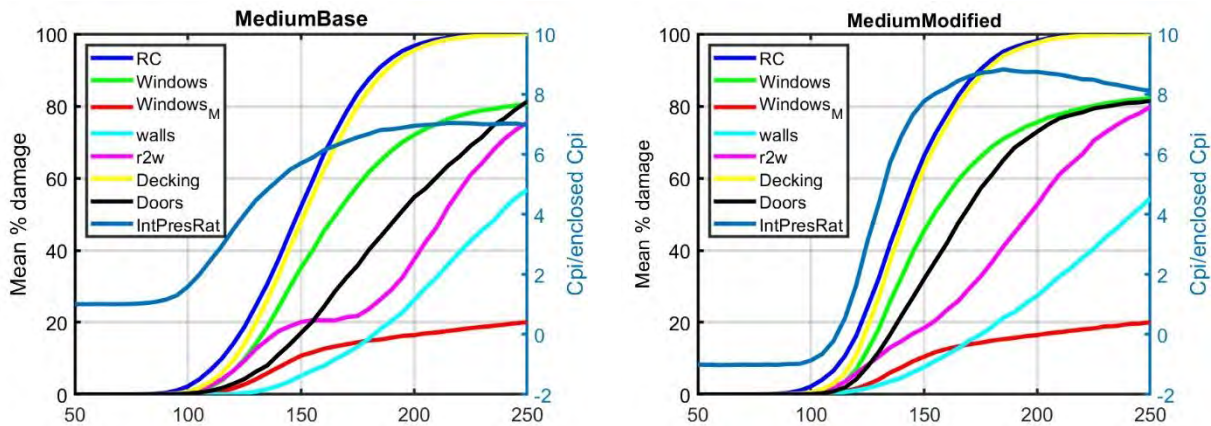 MediumBase
100
80
60
40
20
0
Mean % damage
RC
Windows
Windows_M
walls
r2w
Decking
Doors
IntPresRat
10
8
6
4
2
0
-2
Cpi/enclosed Cpi
50 100 150 200 250
MediumModified
100
80
60
40
20
0
Mean % damage
RC
Windows
Windows_M
walls
r2w
Decking
Doors
IntPresRat
10
8
6
4
2
0
-2
Cpi/enclosed Cpi
50 100 150 200 250